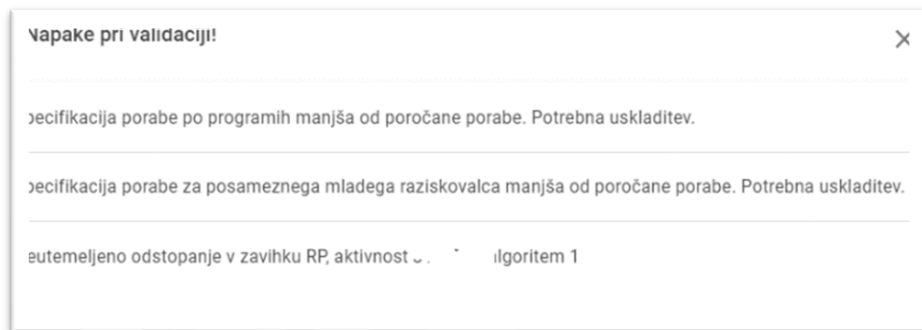 Napake pri validaciji!
pecifikacija porabe po programih manjša od poročane porabe. Potrebna uskladitev.
pecifikacija porabe za posameznega mladega raziskovalca manjša od poročane porabe. Potrebna uskladitev.
eutemeljeno odstopanje v zavihku RP, aktivnost lgoritem 1